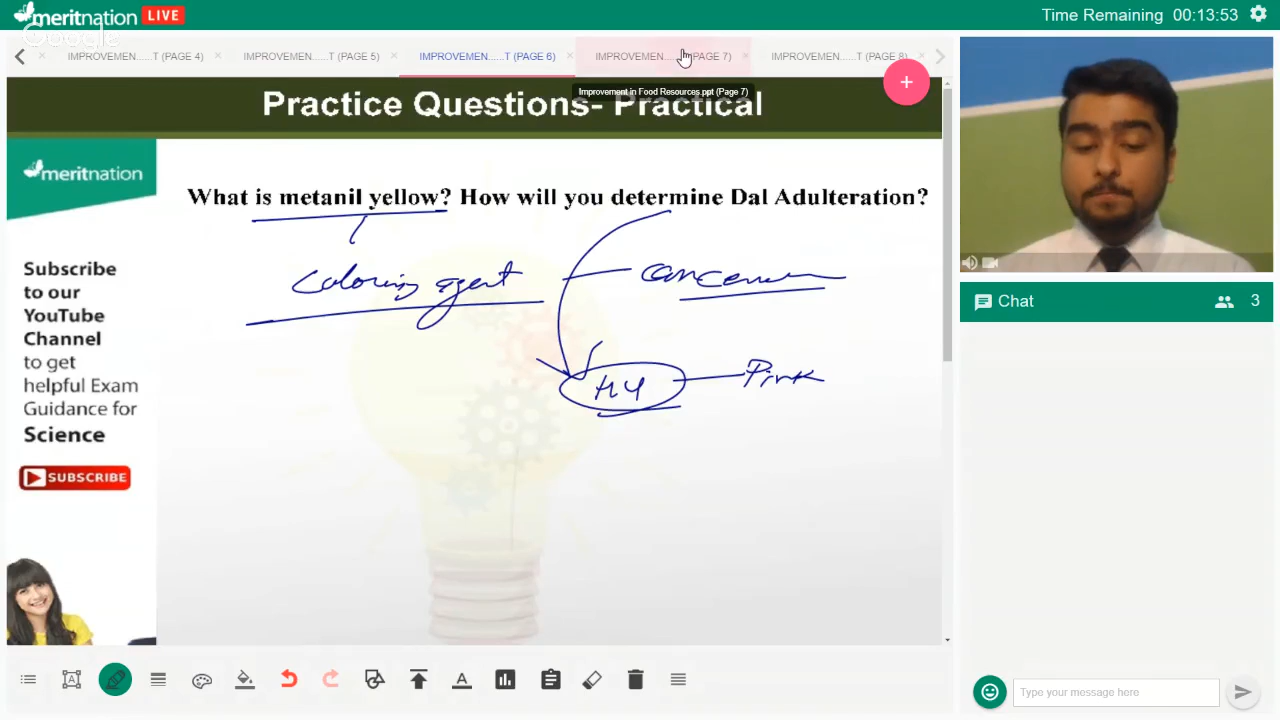 meritnation LIVE
Google
Time Remaining 00:13:53
IMPROVEMEN......T (PAGE 4)
IMPROVEMEN......T (PAGE 5)
IMPROVEMEN......T (PAGE 6)
IMPROVEMEN...... (PAGE 7)
IMPROVEMEN......T (PAGE 8)
Improvement in Food Resources.ppt (Page 7)
Practice Questions- Practical
meritnation
What is metanil yellow? How will you determine Dal Adulteration?
coloring agent
Pink
Subscribe
to our
YouTube
Channel
to get
helpful Exam
Guidance for
Science
SUBSCRIBE
Chat 3
A
A
Type your message here